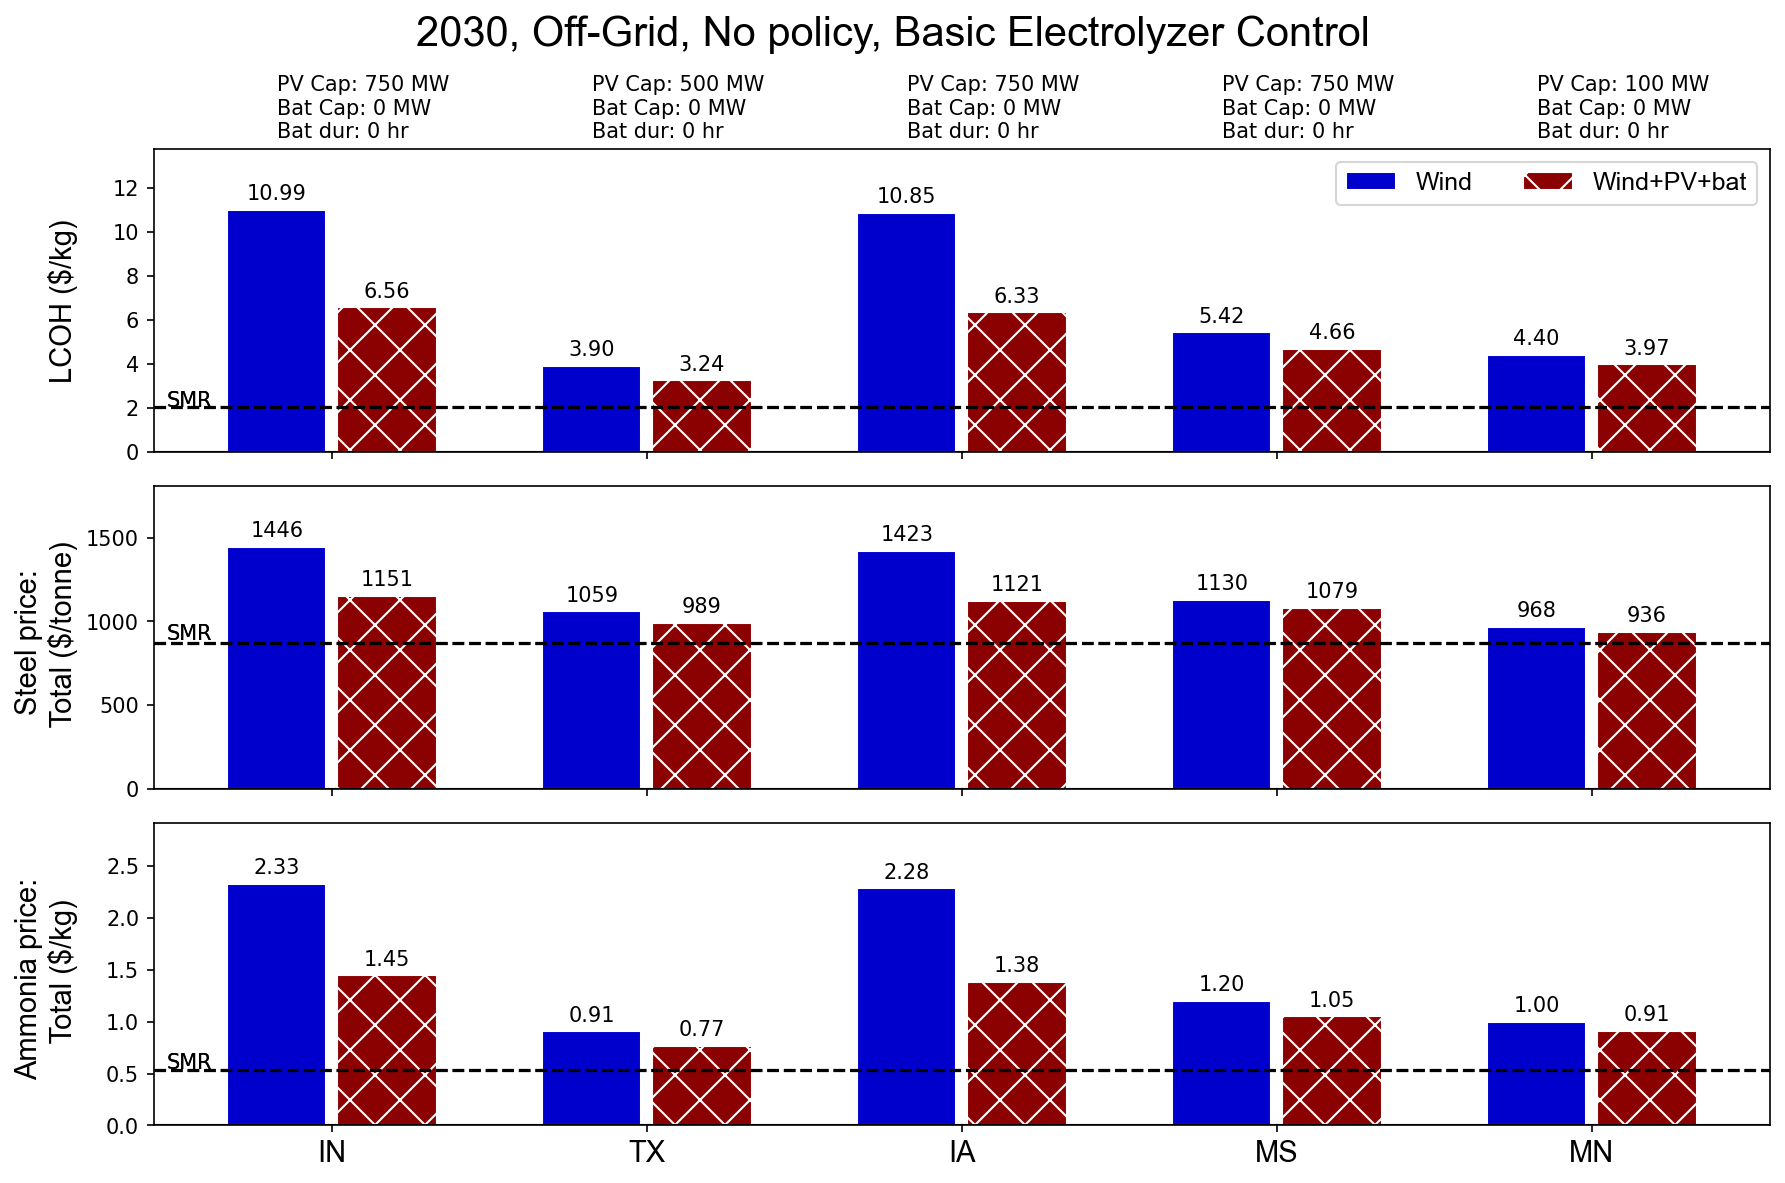 2030, Off-Grid, No policy, Basic Electrolyzer Control
PV Cap: 750 MW
Bat Cap: 0 MW
Bat dur: 0 hr
PV Cap: 500 MW
Bat Cap: 0 MW
Bat dur: 0 hr
PV Cap: 750 MW
Bat Cap: 0 MW
Bat dur: 0 hr
PV Cap: 750 MW
Bat Cap: 0 MW
Bat dur: 0 hr
PV Cap: 100 MW
Bat Cap: 0 MW
Bat dur: 0 hr
LCOH ($/kg)
12
10
8
6
4
2
0
SMR
Wind
Wind+PV+bat
10.99
6.56
3.90
3.24
10.85
6.33
5.42
4.66
4.40
3.97
Steel price:
Total ($/tonne)
1500
1000
500
0
SMR
1446
1151
1059
989
1423
1121
1130
1079
968
936
Ammonia price:
Total ($/kg)
2.5
2.0
1.5
1.0
0.5
0.0
SMR
2.33
1.45
0.91
0.77
2.28
1.38
1.20
1.05
1.00
0.91
IN
TX
IA
MS
MN